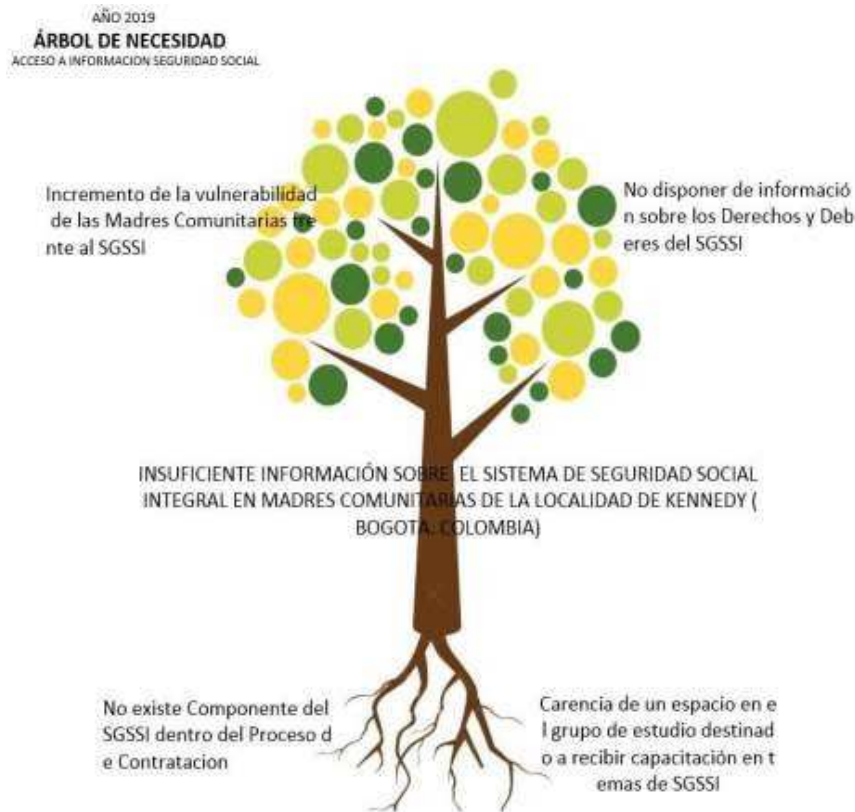 AÑO 2019
ÁRBOL DE NECESIDAD
ACCESO A INFORMACION SEGURIDAD SOCIAL
Incremento de la vulnerabilidad
de las Madres Comunitarias fre
nte al SGSSI
No disponer de informació
n sobre los Derechos y Deb
eres del SGSSI
INSUFICIENTE INFORMACIÓN SOBRE EL SISTEMA DE SEGURIDAD SOCIAL
INTEGRAL EN MADRES COMUNITARIAS DE LA LOCALIDAD DE KENNEDY (
BOGOTA, COLOMBIA)
No existe Componente del
SGSSI dentro del Proceso d
e Contratacion
Carencia de un espacio en e
l grupo de estudio destinad
o a recibir capacitación en t
emas de SGSSI